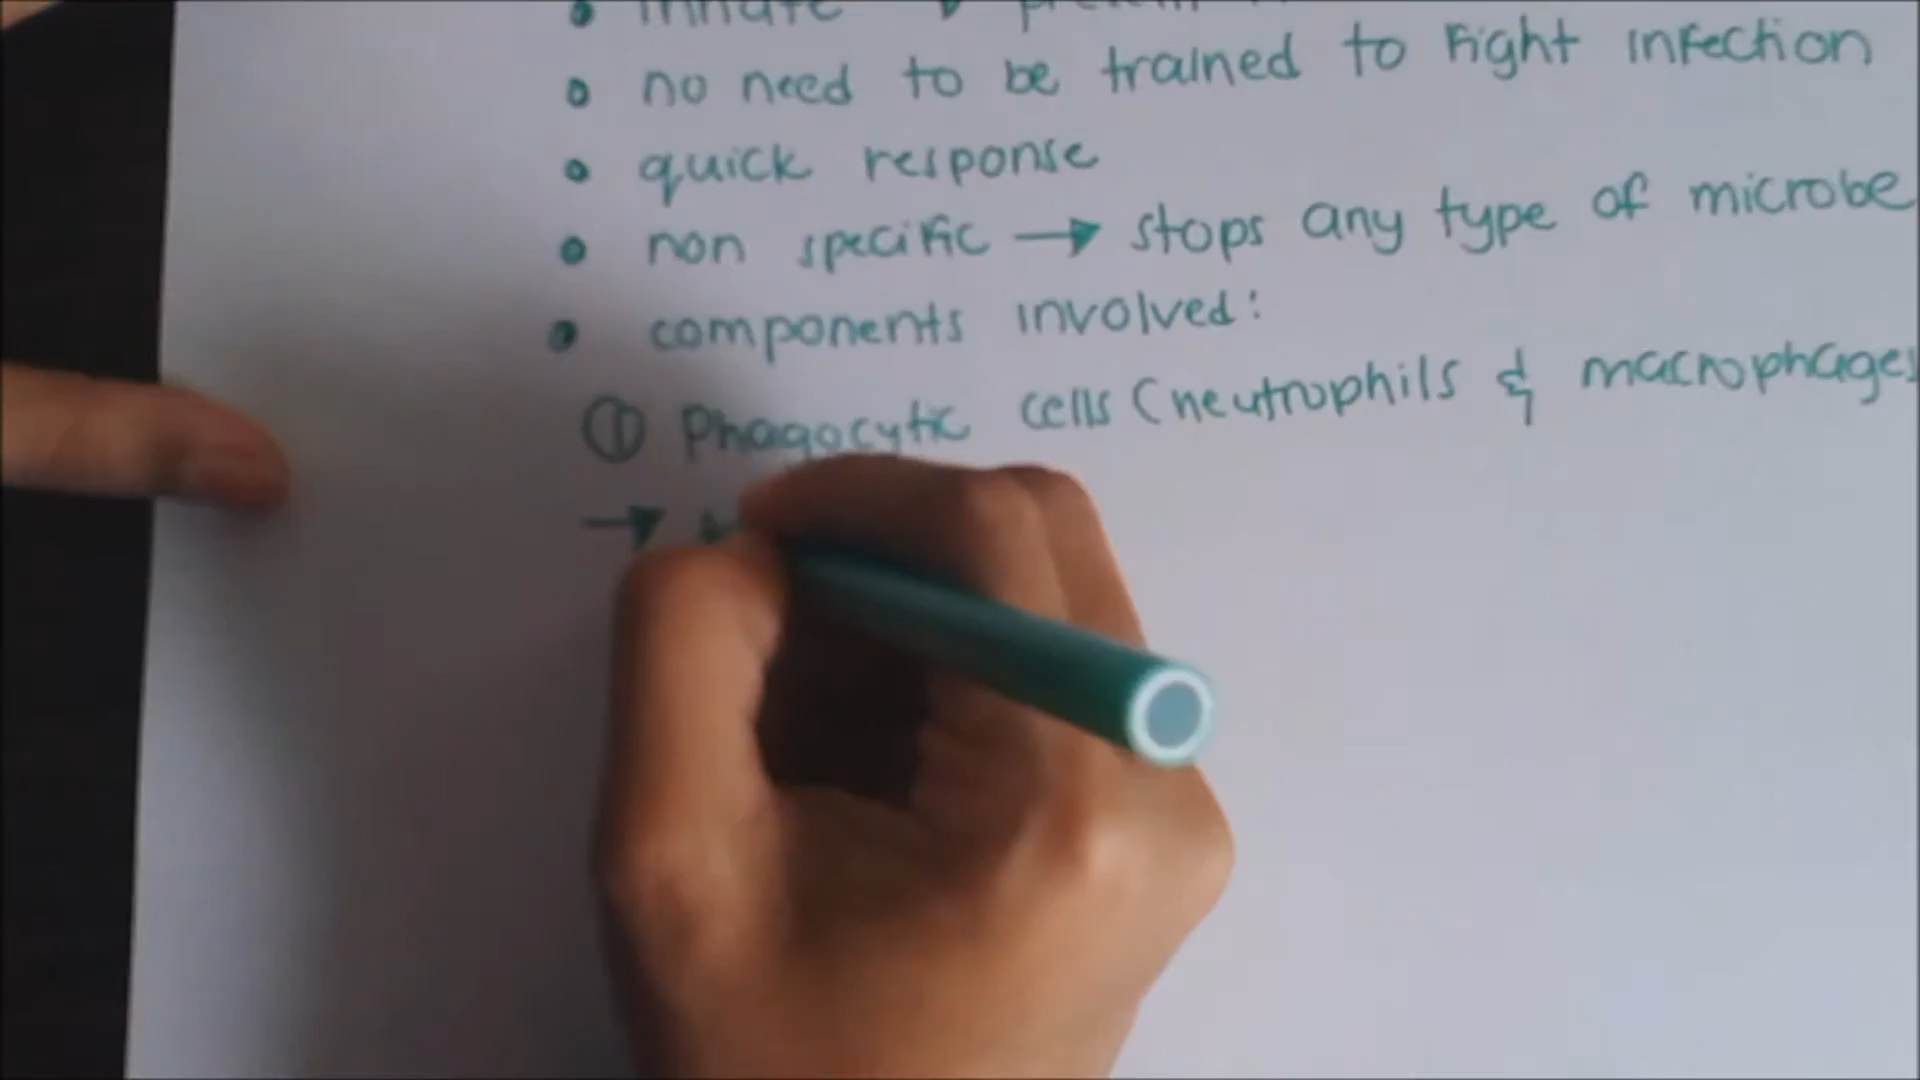 • innate
• no need to be trained to fight infection
• quick response
• non specific → stops any type of microbe
• components involved:
① Phagocytic cells (neutrophils & macrophages
→